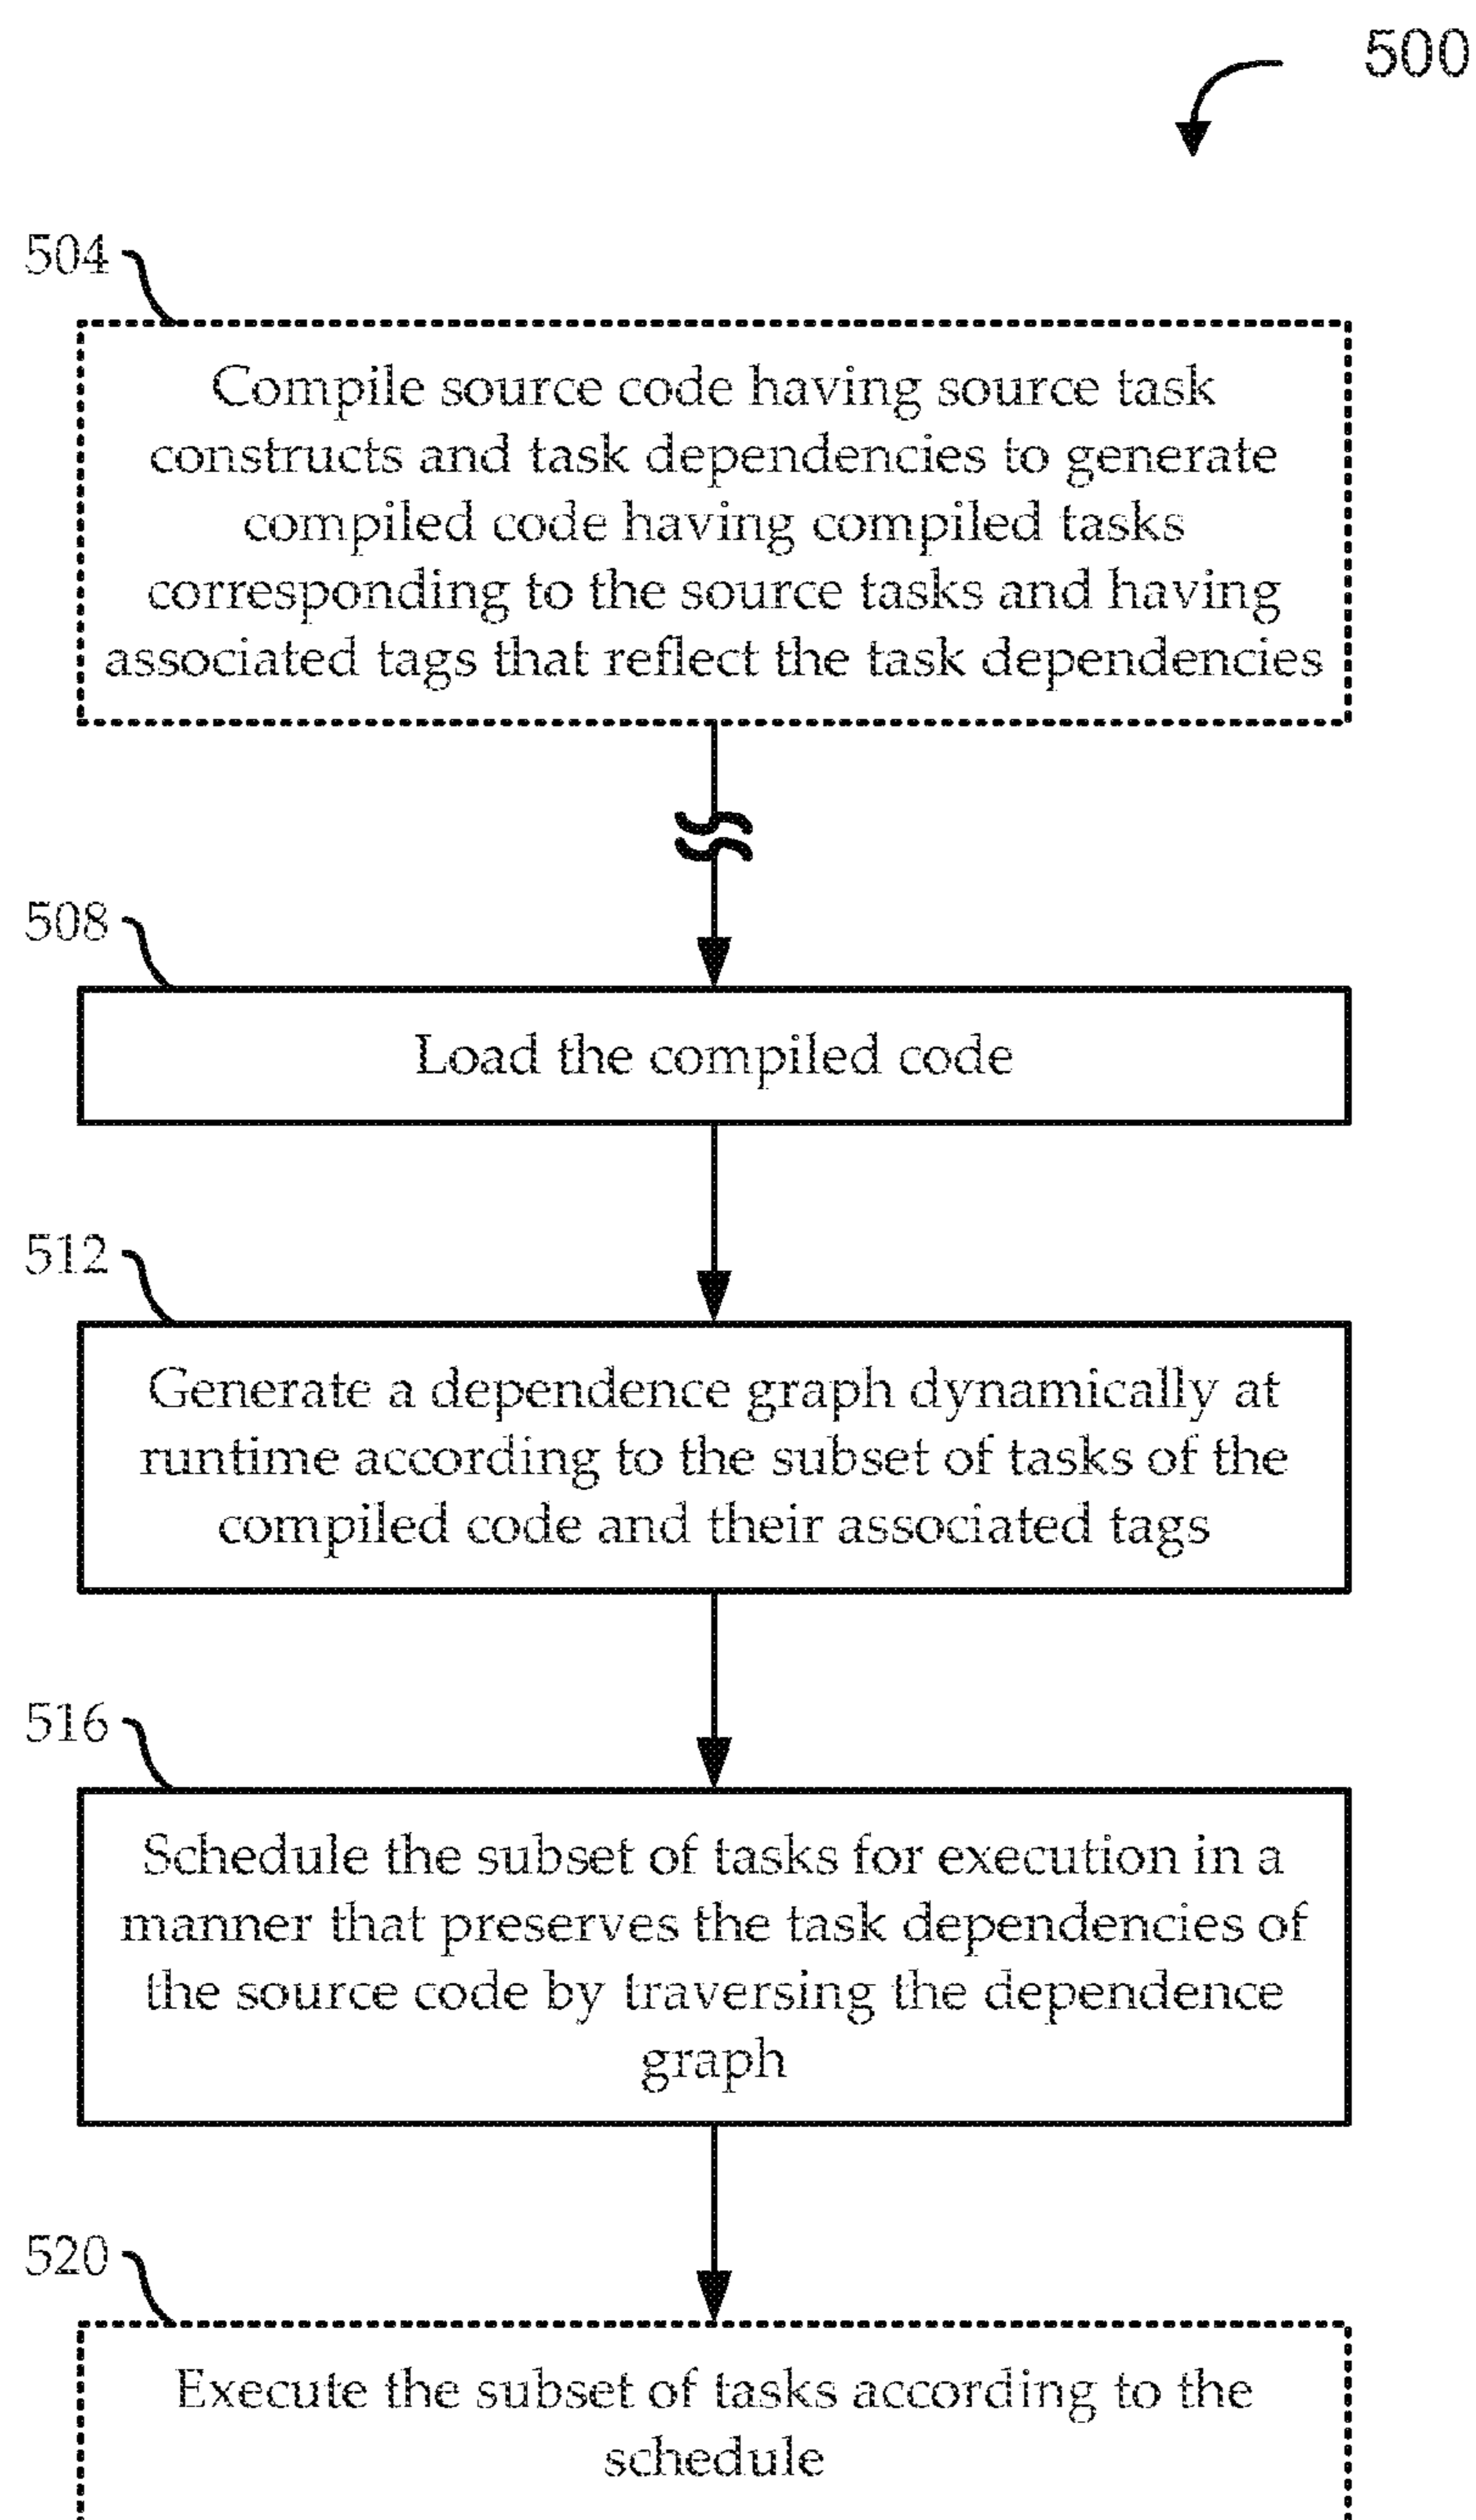 500
504
Compile source code having source task
constructs and task dependencies to generate
compiled code having compiled tasks
corresponding to the source tasks and having
associated tags that reflect the task dependencies
508
Load the compiled code
512
Generate a dependence graph dynamically at
runtime according to the subset of tasks of the
compiled code and their associated tags
516
Schedule the subset of tasks for execution in a
manner that preserves the task dependencies of
the source code by traversing the dependence
graph
520
Execute the subset of tasks according to the
schedule